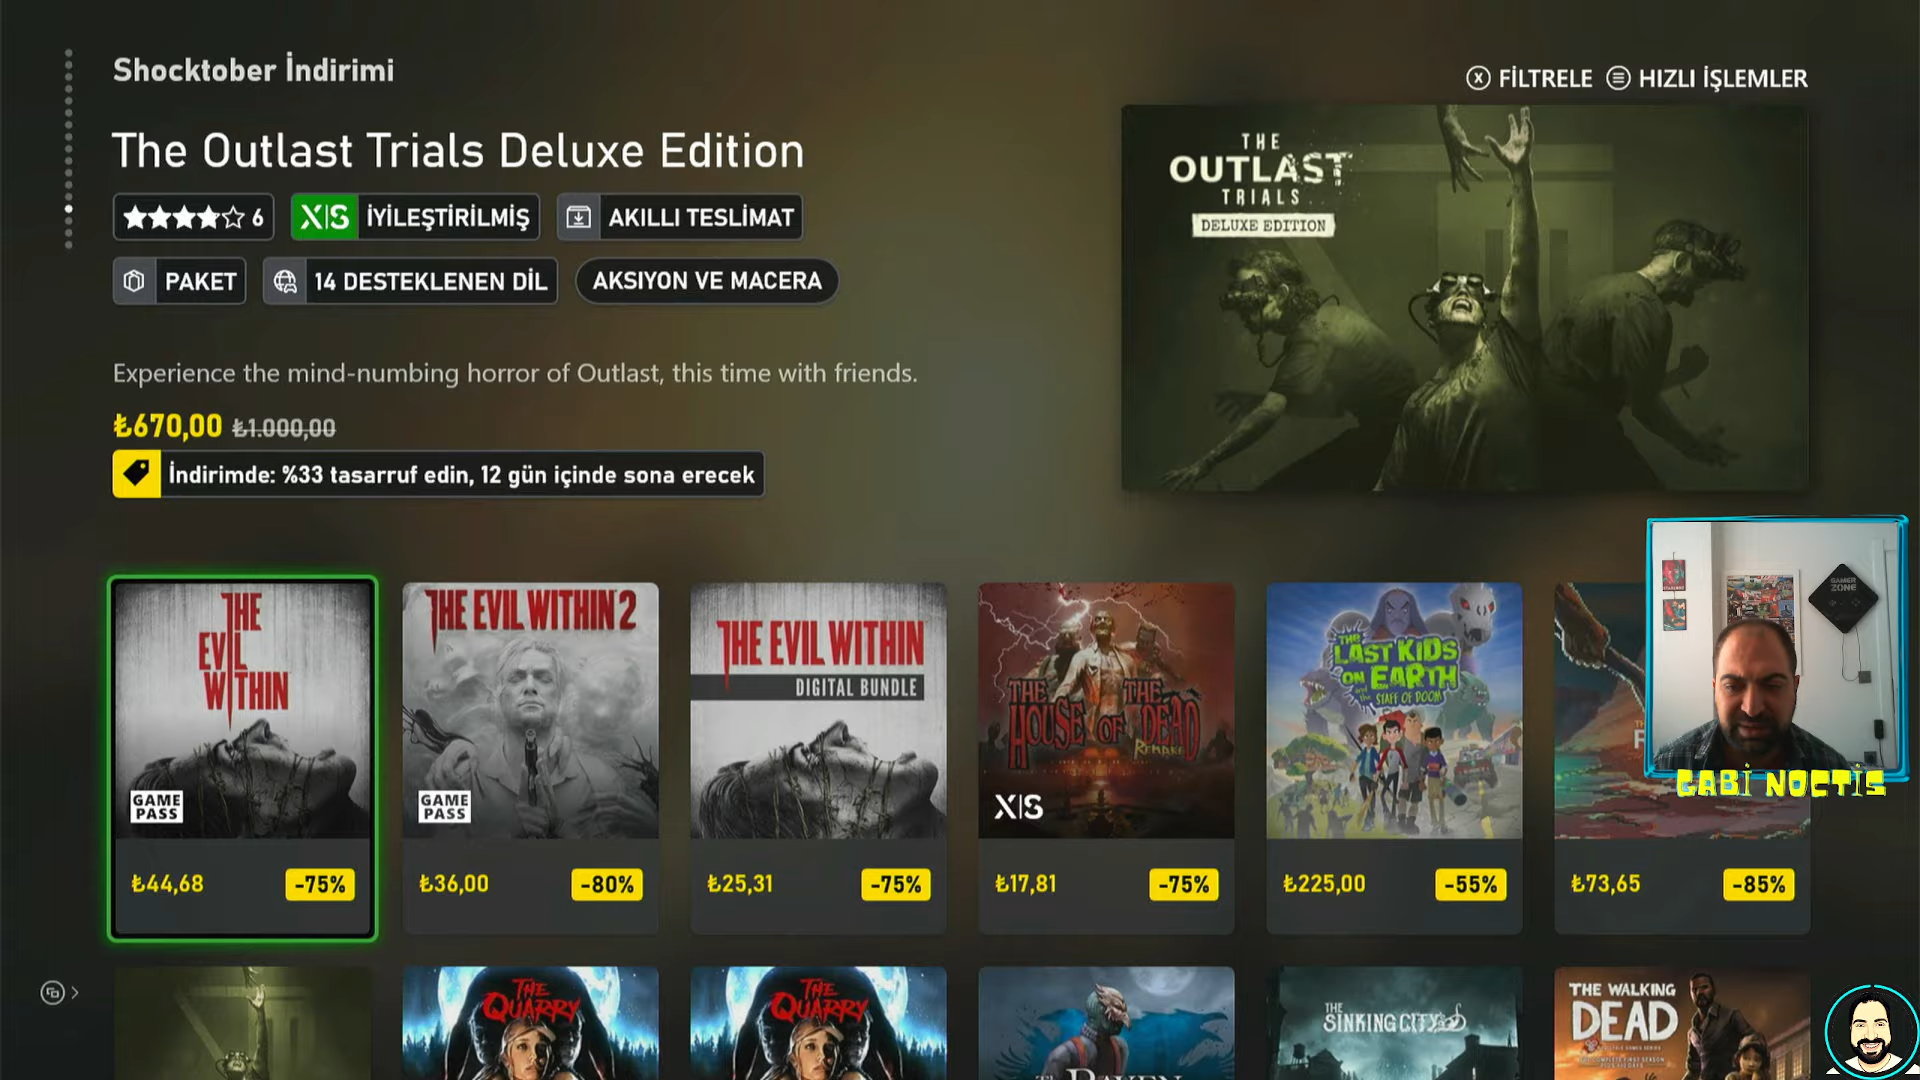 Shocktober İndirimi
FİLTRELE
HIZLI İŞLEMLER
The Outlast Trials Deluxe Edition
6
X|S İYİLEŞTİRİLMİŞ
AKILLI TESLİMAT
PAKET
14 DESTEKLENEN DİL
AKSIYON VE MACERA
Experience the mind-numbing horror of Outlast, this time with friends.
₺670,00 ₺1.000,00
İndirimde: %33 tasarruf edin, 12 gün içinde sona erecek
THE
OUTLAST
TRIALS
DELUXE EDITION
THE
EVIL
WITHIN
GAME
PASS
₺44,68
-75%
THE EVIL WITHIN 2
GAME
PASS
₺36,00
-80%
THE EVIL WITHIN
DIGITAL BUNDLE
₺25,31
-75%
THE HOUSE OF THE DEAD
REMAKE
X|S
₺17,81
-75%
THE
LAST KIDS
ON EARTH
and the
STAFF OF DOOM
₺225,00
-55%
₺73,65
-85%
GAMER
ZONE
GABİ NOCTİS
THE
QUARRY
THE
QUARRY
THE
SINKING CITY
THE WALKING
DEAD